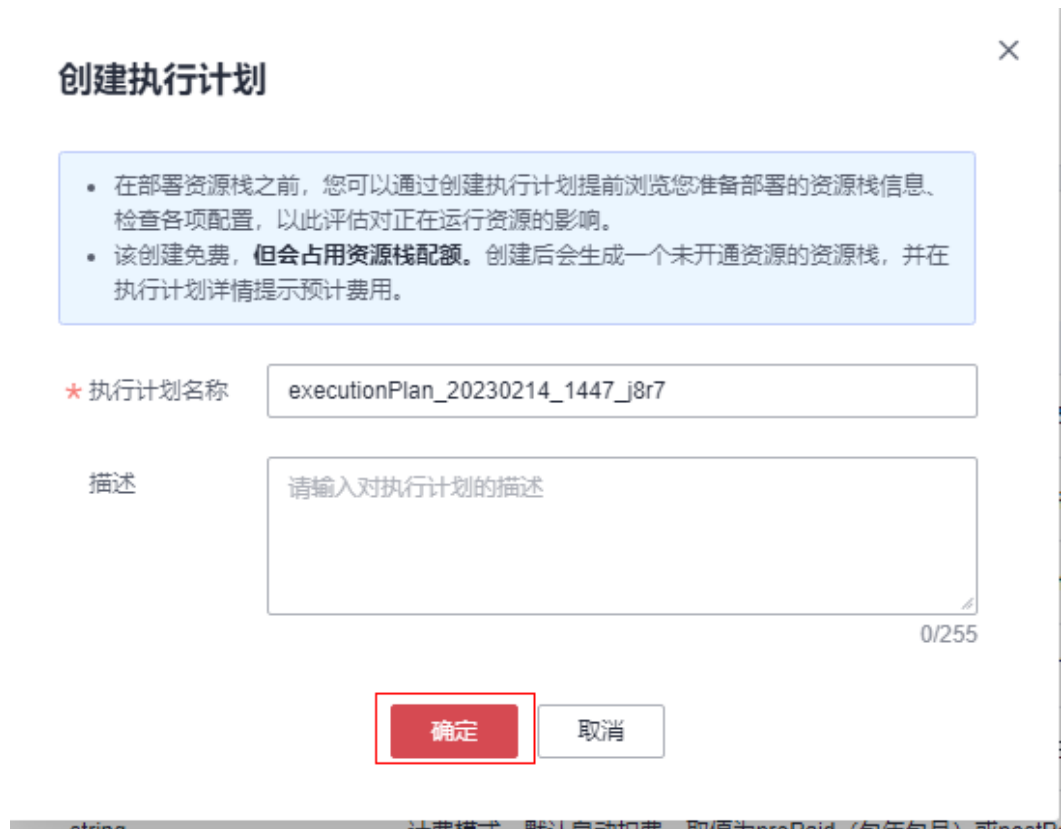 创建执行计划
在部署资源栈之前，您可以通过创建执行计划提前浏览您准备部署的资源栈信息、
检查各项配置，以此评估对正在运行资源的影响。
该创建免费，但会占用资源栈配额。创建后会生成一个未开通资源的资源栈，并在
执行计划详情提示预计费用。
* 执行计划名称 executionPlan_20230214_1447_j8r7
描述 请输入对执行计划的描述
0/255
确定 取消